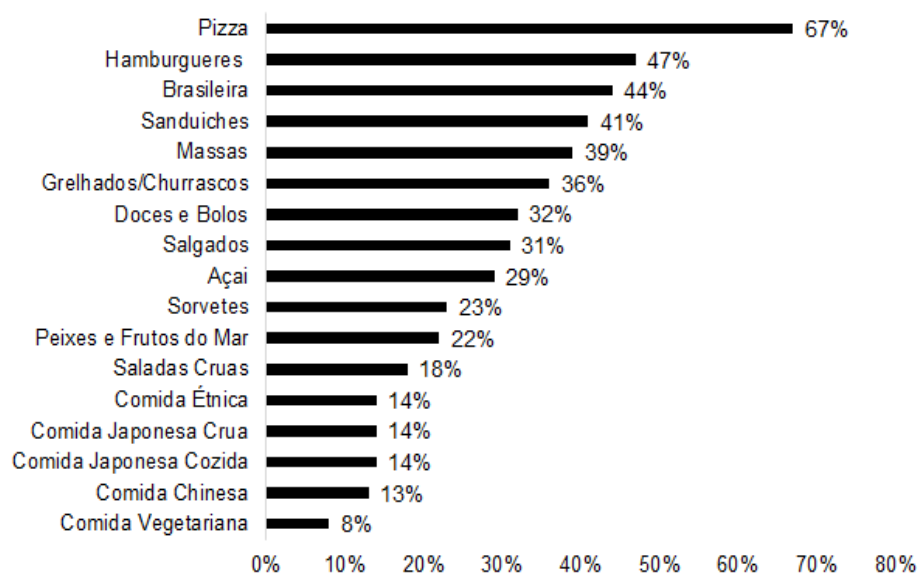 Pizza 67%
Hamburgueres 47%
Brasileira 44%
Sanduiches 41%
Massas 39%
Grelhados/Churrascos 36%
Doces e Bolos 32%
Salgados 31%
Açai 29%
Sorvetes 23%
Peixes e Frutos do Mar 22%
Saladas Cruas 18%
Comida Étnica 14%
Comida Japonesa Crua 14%
Comida Japonesa Cozida 14%
Comida Chinesa 13%
Comida Vegetariana 8%
0% 10% 20% 30% 40% 50% 60% 70% 80%